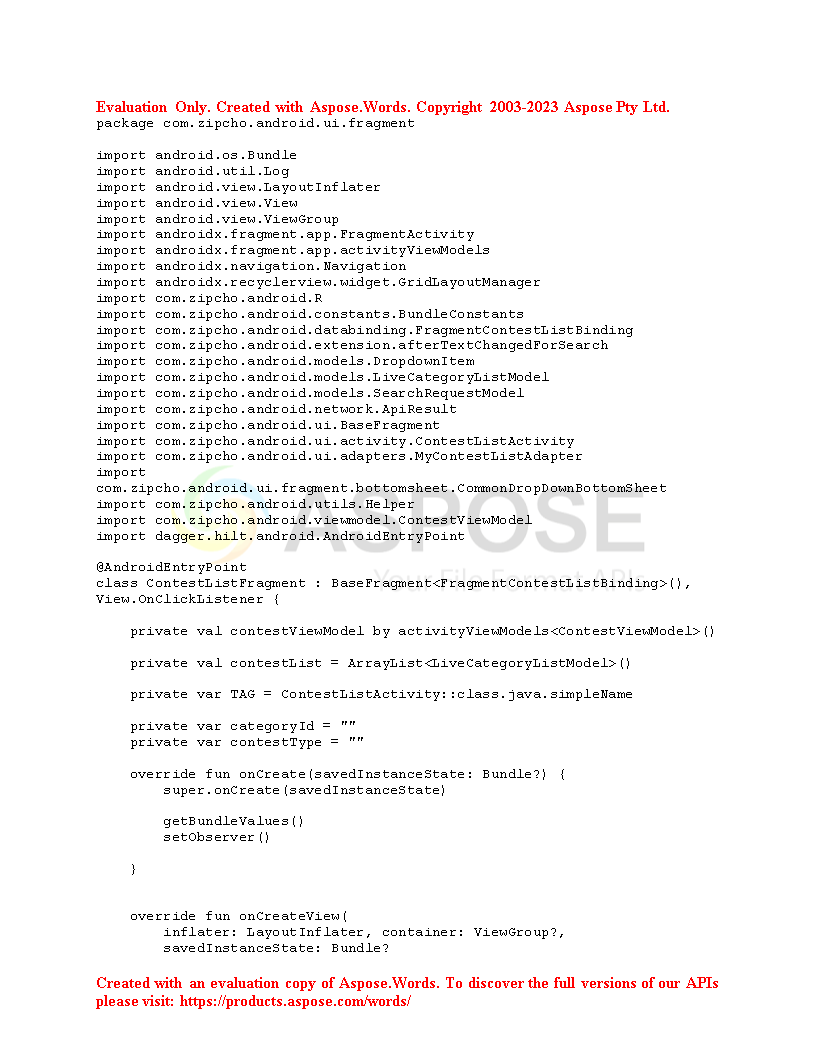 Evaluation Only. Created with Aspose.Words. Copyright 2003-2023 Aspose Pty Ltd.
package com.zipcho.android.ui.fragment
import android.os.Bundle
import android.util.Log
import android.view.LayoutInflater
import android.view.View
import android.view.ViewGroup
import androidx.fragment.app.FragmentActivity
import androidx.fragment.app.activityViewModels
import androidx.navigation.Navigation
import androidx.recyclerview.widget.GridLayoutManager
import com.zipcho.android.R
import com.zipcho.android.constants.BundleConstants
import com.zipcho.android.databinding.FragmentContestListBinding
import com.zipcho.android.extension.afterTextChangedForSearch
import com.zipcho.android.models.DropdownItem
import com.zipcho.android.models.LiveCategoryListModel
import com.zipcho.android.models.SearchRequestModel
import com.zipcho.android.network.ApiResult
import com.zipcho.android.ui.BaseFragment
import com.zipcho.android.ui.activity.ContestListActivity
import com.zipcho.android.ui.adapters.MyContestListAdapter
import
com.zipcho.android.ui.fragment.bottomsheet.CommonDropDownBottomSheet
import com.zipcho.android.utils.Helper
import com.zipcho.android.viewmodel.ContestViewModel
import dagger.hilt.android.AndroidEntryPoint
ASPOSE
Your File Format APIs
@AndroidEntryPoint
class ContestListFragment : BaseFragment<FragmentContestListBinding>(),
View.OnClickListener {
    private val contestViewModel by activityViewModels<ContestViewModel>()
    private val contestList = ArrayList<LiveCategoryListModel>()
    private var TAG = ContestListActivity::class.java.simpleName
    private var categoryId = ""
    private var contestType = ""
    override fun onCreate(savedInstanceState: Bundle?) {
        super.onCreate(savedInstanceState)
        getBundleValues()
        setObserver()
    }
    override fun onCreateView(
        inflater: LayoutInflater, container: ViewGroup?,
        savedInstanceState: Bundle?
Created with an evaluation copy of Aspose.Words. To discover the full versions of our APIs
please visit: https://products.aspose.com/words/